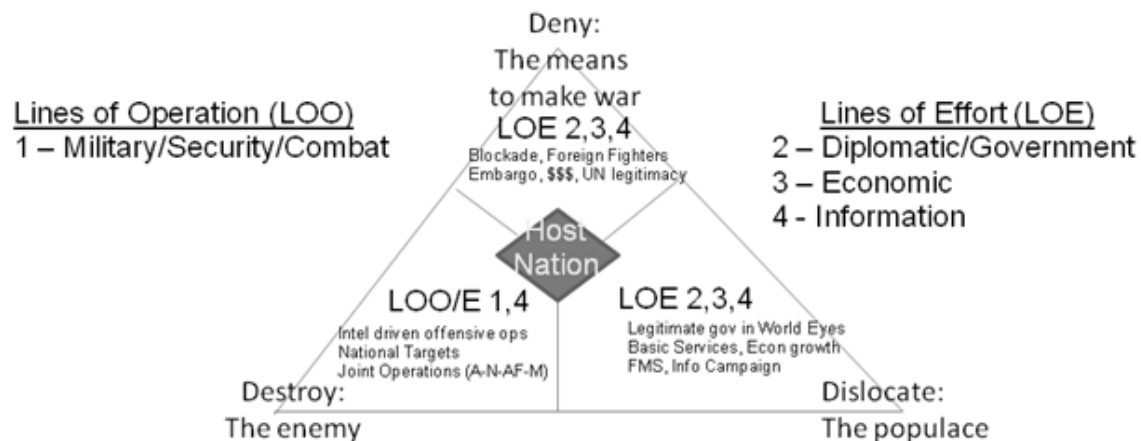 Deny:
The means
to make war
LOE 2,3,4
Blockade, Foreign Fighters
Embargo, $$$, UN legitimacy
Lines of Operation (LOO)
1 – Military/Security/Combat
Lines of Effort (LOE)
2 – Diplomatic/Government
3 – Economic
4 - Information
Host
Nation
LOO/E 1,4
Intel driven offensive ops
National Targets
Joint Operations (A-N-AF-M)
LOE 2,3,4
Legitimate gov in World Eyes
Basic Services, Econ growth
FMS, Info Campaign
Destroy:
The enemy
Dislocate:
The populace